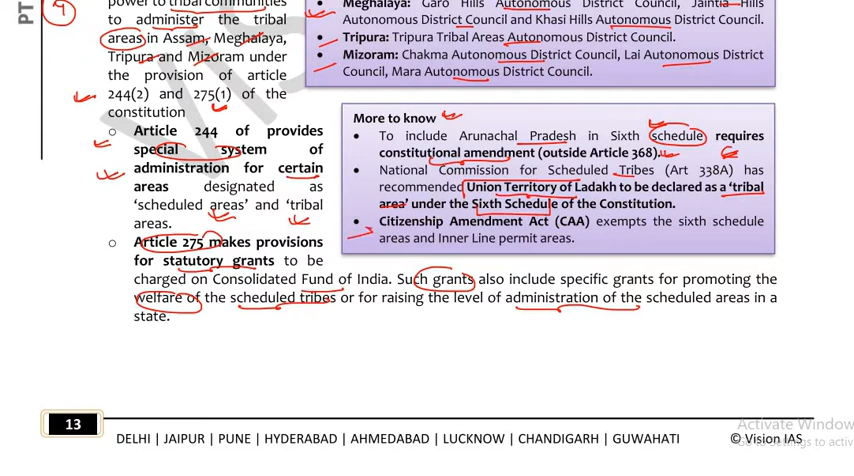 power to tribal communities
to administer the tribal
areas in Assam, Meghalaya,
Tripura and Mizoram under
the provision of article
244(2) and 275(1) of the
constitution
o Article 244 of provides
special system of
administration for certain
areas designated as
‘scheduled areas’ and ‘tribal
areas.
o Article 275 makes provisions
for statutory grants to be
charged on Consolidated Fund of India. Such grants also include specific grants for promoting the
welfare of the scheduled tribes or for raising the level of administration of the scheduled areas in a
state.
• Meghalaya: Garo Hills Autonomous District Council, Jaintia Hills
Autonomous District Council and Khasi Hills Autonomous District Council.
• Tripura: Tripura Tribal Areas Autonomous District Council.
• Mizoram: Chakma Autonomous District Council, Lai Autonomous District
Council, Mara Autonomous District Council.
More to know
• To include Arunachal Pradesh in Sixth schedule requires
constitutional amendment (outside Article 368).
• National Commission for Scheduled Tribes (Art 338A) has
recommended Union Territory of Ladakh to be declared as a ‘tribal
area’ under the Sixth Schedule of the Constitution.
• Citizenship Amendment Act (CAA) exempts the sixth schedule
areas and Inner Line permit areas.
PT
13
DELHI | JAIPUR | PUNE | HYDERABAD | AHMEDABAD | LUCKNOW | CHANDIGARH | GUWAHATI
© Vision IAS
Activate Window
Go to Settings to activ